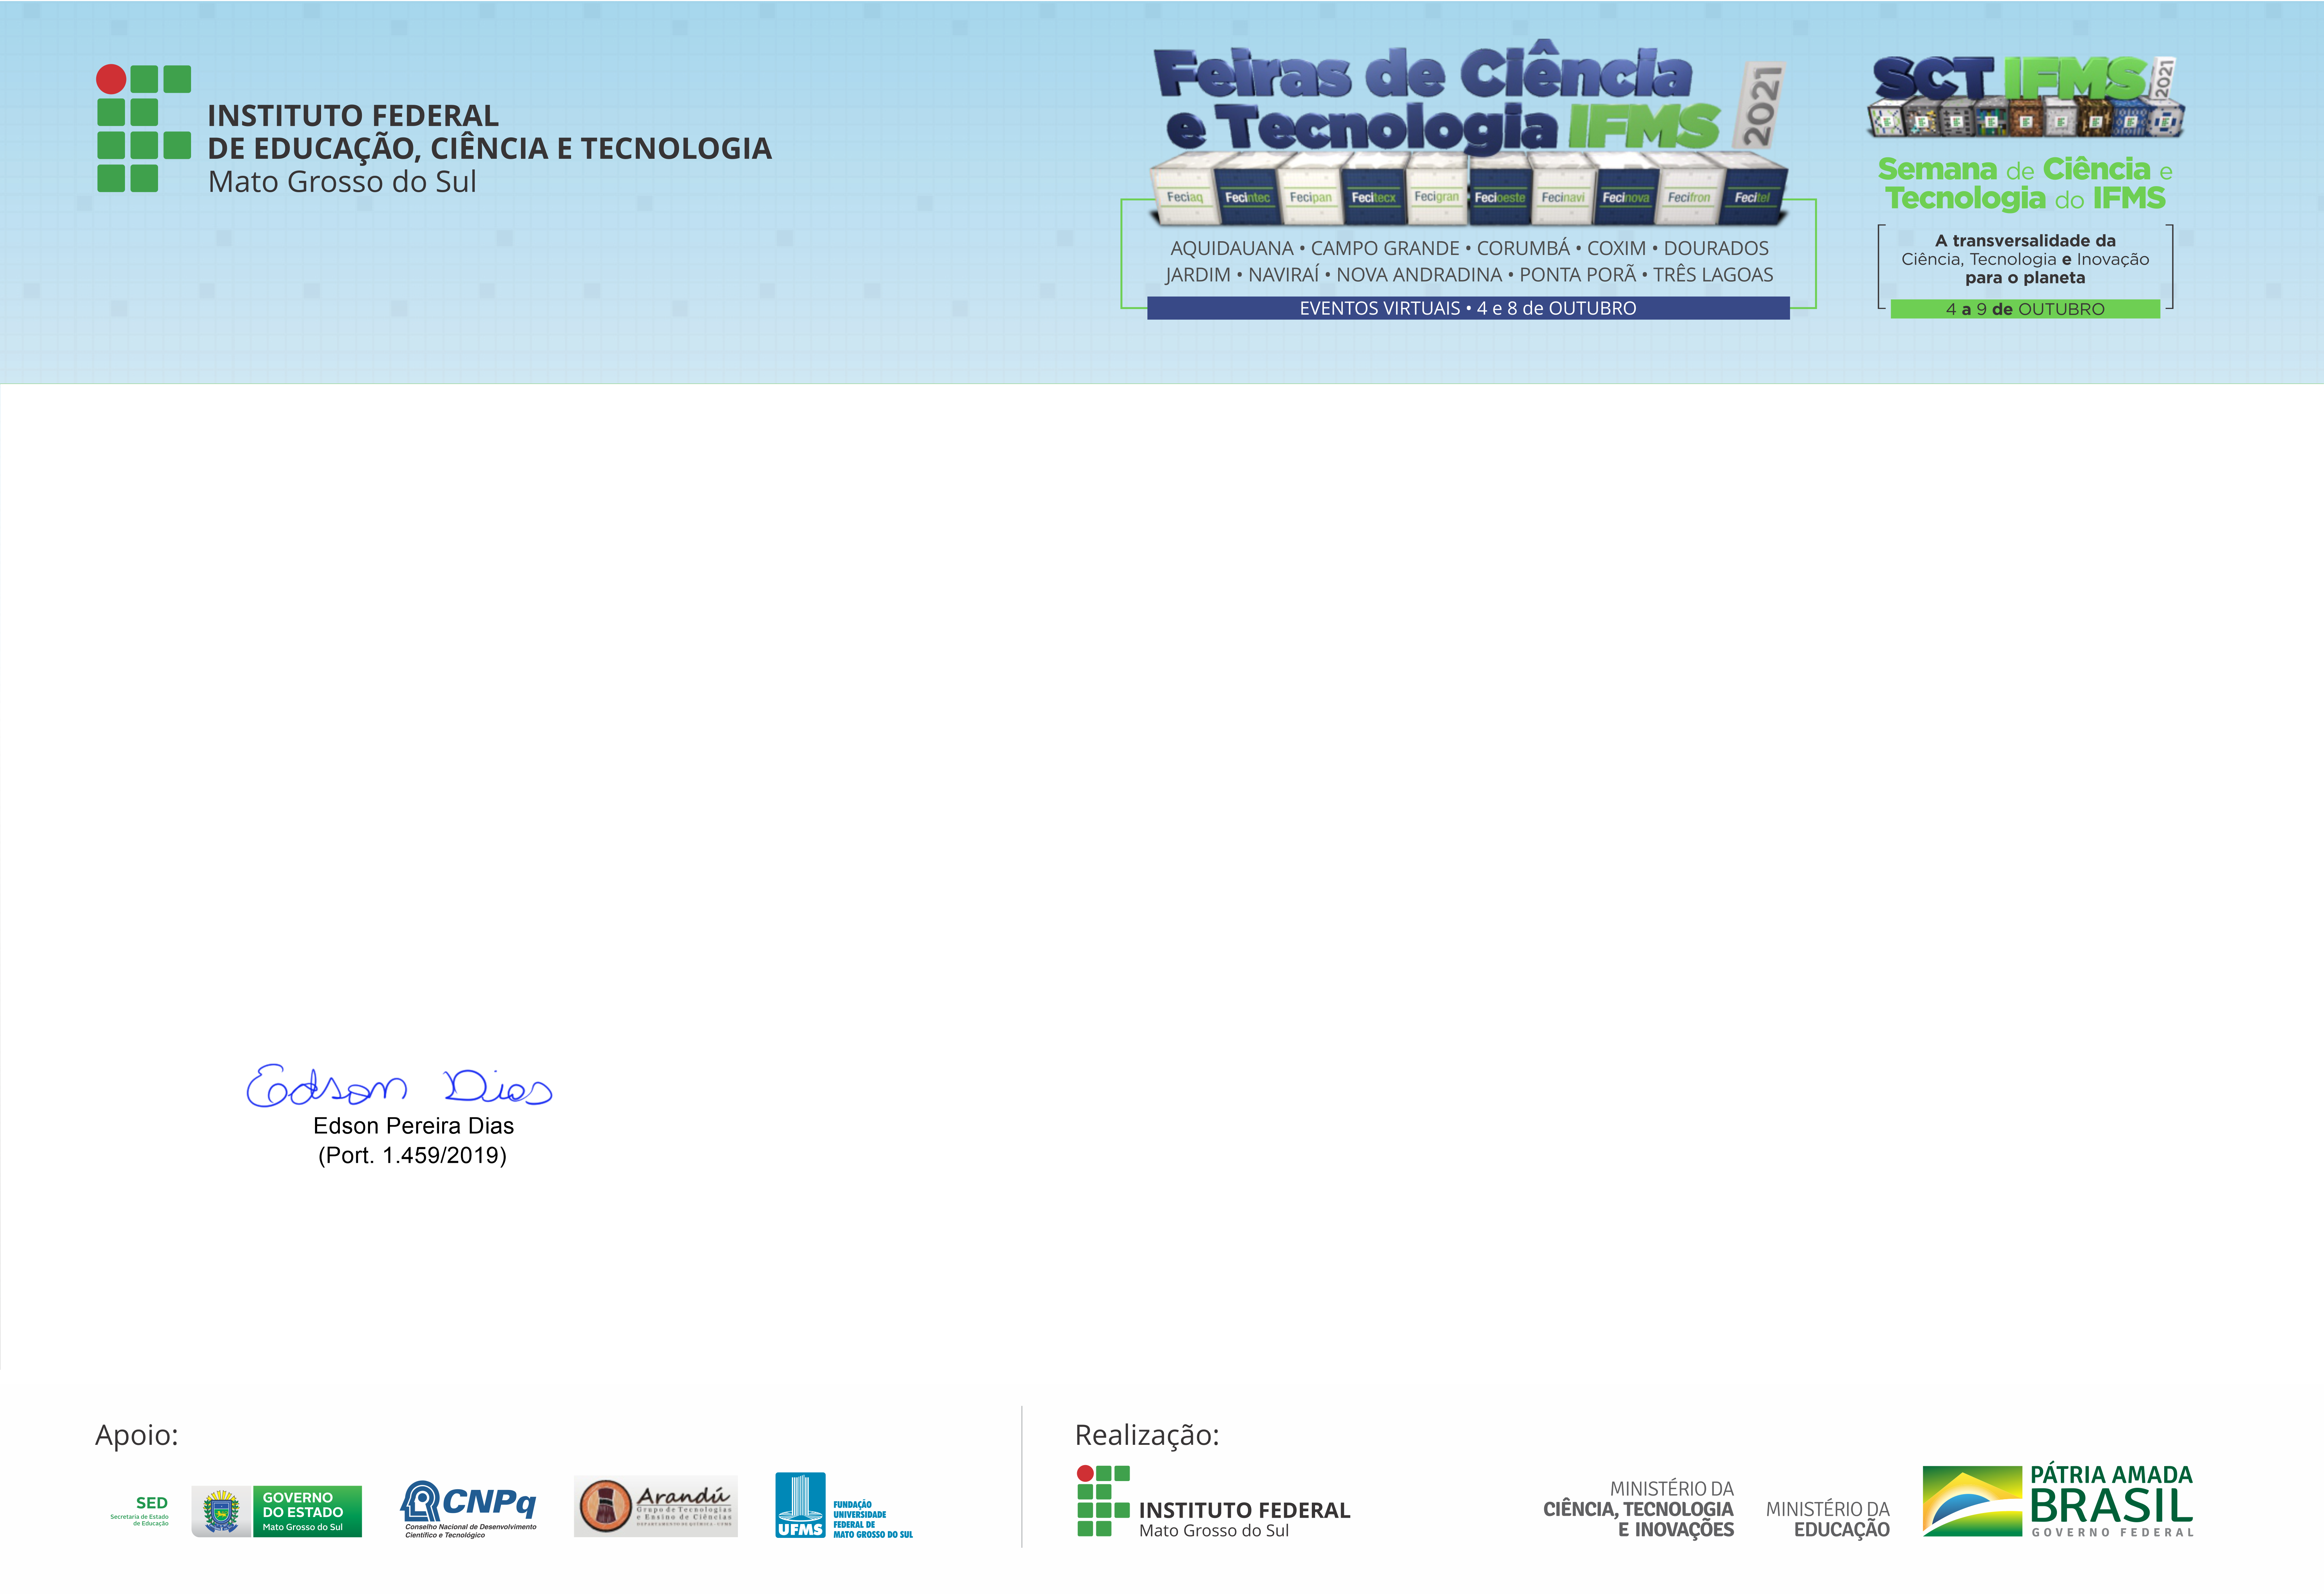 INSTITUTO FEDERAL
DE EDUCAÇÃO, CIÊNCIA E TECNOLOGIA
Mato Grosso do Sul
Feiras de Ciência
e Tecnologia IFMS
2021
Feciaq Fecintec Fecipan Fecitecx Fecigran Fecioeste Fecinavi Fecinova Fecifron Fecitel
AQUIDAUANA • CAMPO GRANDE • CORUMBÁ • COXIM • DOURADOS
JARDIM • NAVIRAÍ • NOVA ANDRADINA • PONTA PORÃ • TRÊS LAGOAS
EVENTOS VIRTUAIS • 4 e 8 de OUTUBRO
SCT IFMS
2021
Semana de Ciência e
Tecnologia do IFMS
A transversalidade da
Ciência, Tecnologia e Inovação
para o planeta
4 a 9 de OUTUBRO
Edson Dias
Edson Pereira Dias
(Port. 1.459/2019)
Apoio:
SED
Secretaria de Estado
de Educação
GOVERNO
DO ESTADO
Mato Grosso do Sul
CNPq
Conselho Nacional de Desenvolvimento
Científico e Tecnológico
Arandú
Grupo de Tecnologias
e Ensino de Ciências
DEPARTAMENTO DE QUÍMICA - UFMS
UFMS
FUNDAÇÃO
UNIVERSIDADE
FEDERAL DE
MATO GROSSO DO SUL
Realização:
INSTITUTO FEDERAL
Mato Grosso do Sul
MINISTÉRIO DA
CIÊNCIA, TECNOLOGIA
E INOVAÇÕES
MINISTÉRIO DA
EDUCAÇÃO
PÁTRIA AMADA
BRASIL
GOVERNO FEDERAL